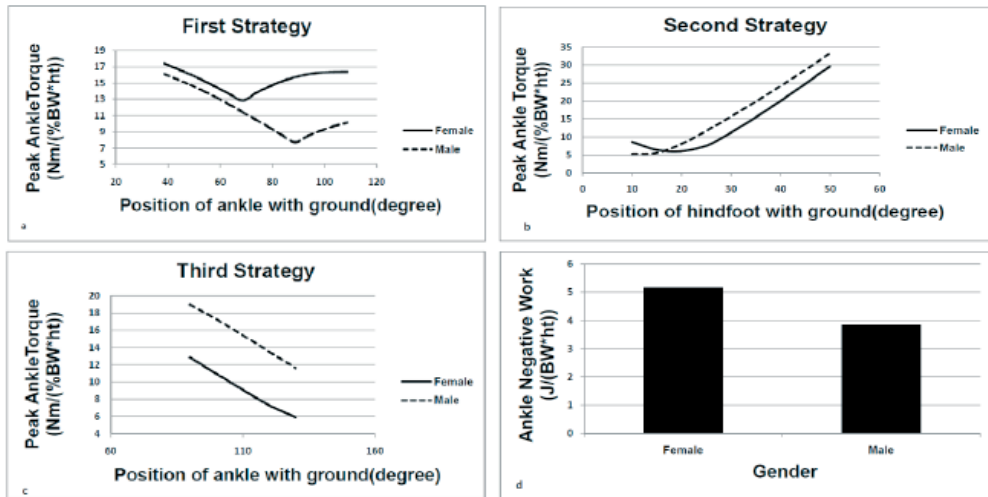 First Strategy
Peak AnkleTorque
(Nm/(%BW*ht))
19
17
15
13
11
9
7
5
20
40
60
80
100
120
Female
Male
Position of ankle with ground(degree)
a
Second Strategy
Peak Ankle Torque
(Nm/(%BW*ht))
35
30
25
20
15
10
5
0
0
10
20
30
40
50
60
Female
Male
Position of hindfoot with ground(degree)
b
Third Strategy
Peak AnkleTorque
(Nm/(%BW*ht))
20
18
16
14
12
10
8
6
4
60
110
160
Female
Male
Position of ankle with ground(degree)
c
Ankle Negative Work
(J/(BW*ht))
6
5
4
3
2
1
0
Female
Male
Gender
d